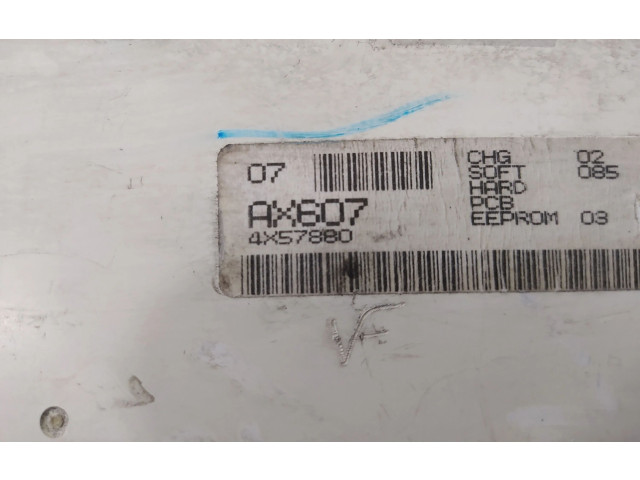 07
CHG 02
SOFT 085
HARD
PCB
EEPROM 03
AX607
4X57880
VF